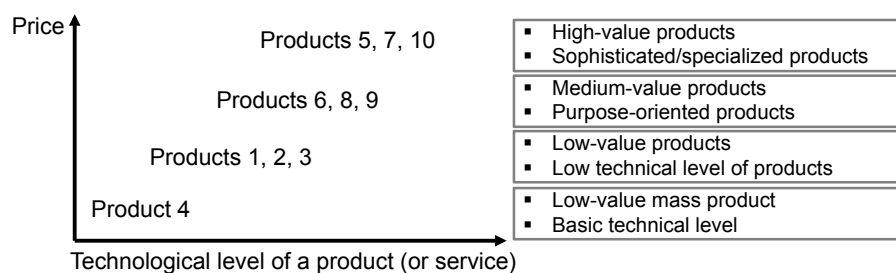 Price
Products 5, 7, 10
▪ High-value products
▪ Sophisticated/specialized products
Products 6, 8, 9
▪ Medium-value products
▪ Purpose-oriented products
Products 1, 2, 3
▪ Low-value products
▪ Low technical level of products
Product 4
▪ Low-value mass product
▪ Basic technical level
Technological level of a product (or service)